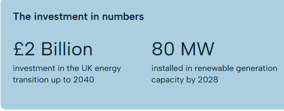 The investment in numbers
£2 Billion
investment in the UK energy
transition up to 2040
80 MW
installed in renewable generation
capacity by 2028